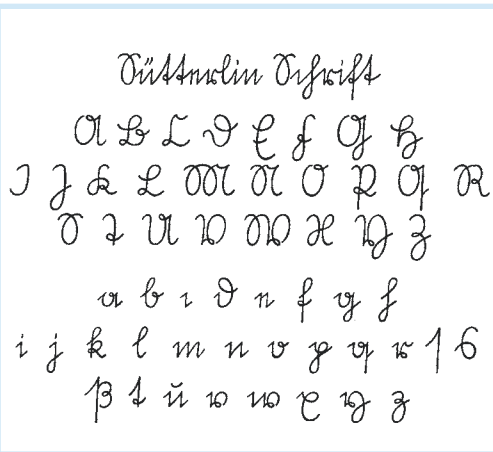 Sütterlin Schrift
A B C D E F G H
I J K L M N O P Q R
S T U V W X Y Z
a b c d e f g h
i j k l m n o p q r s s
ß t u v w x y z